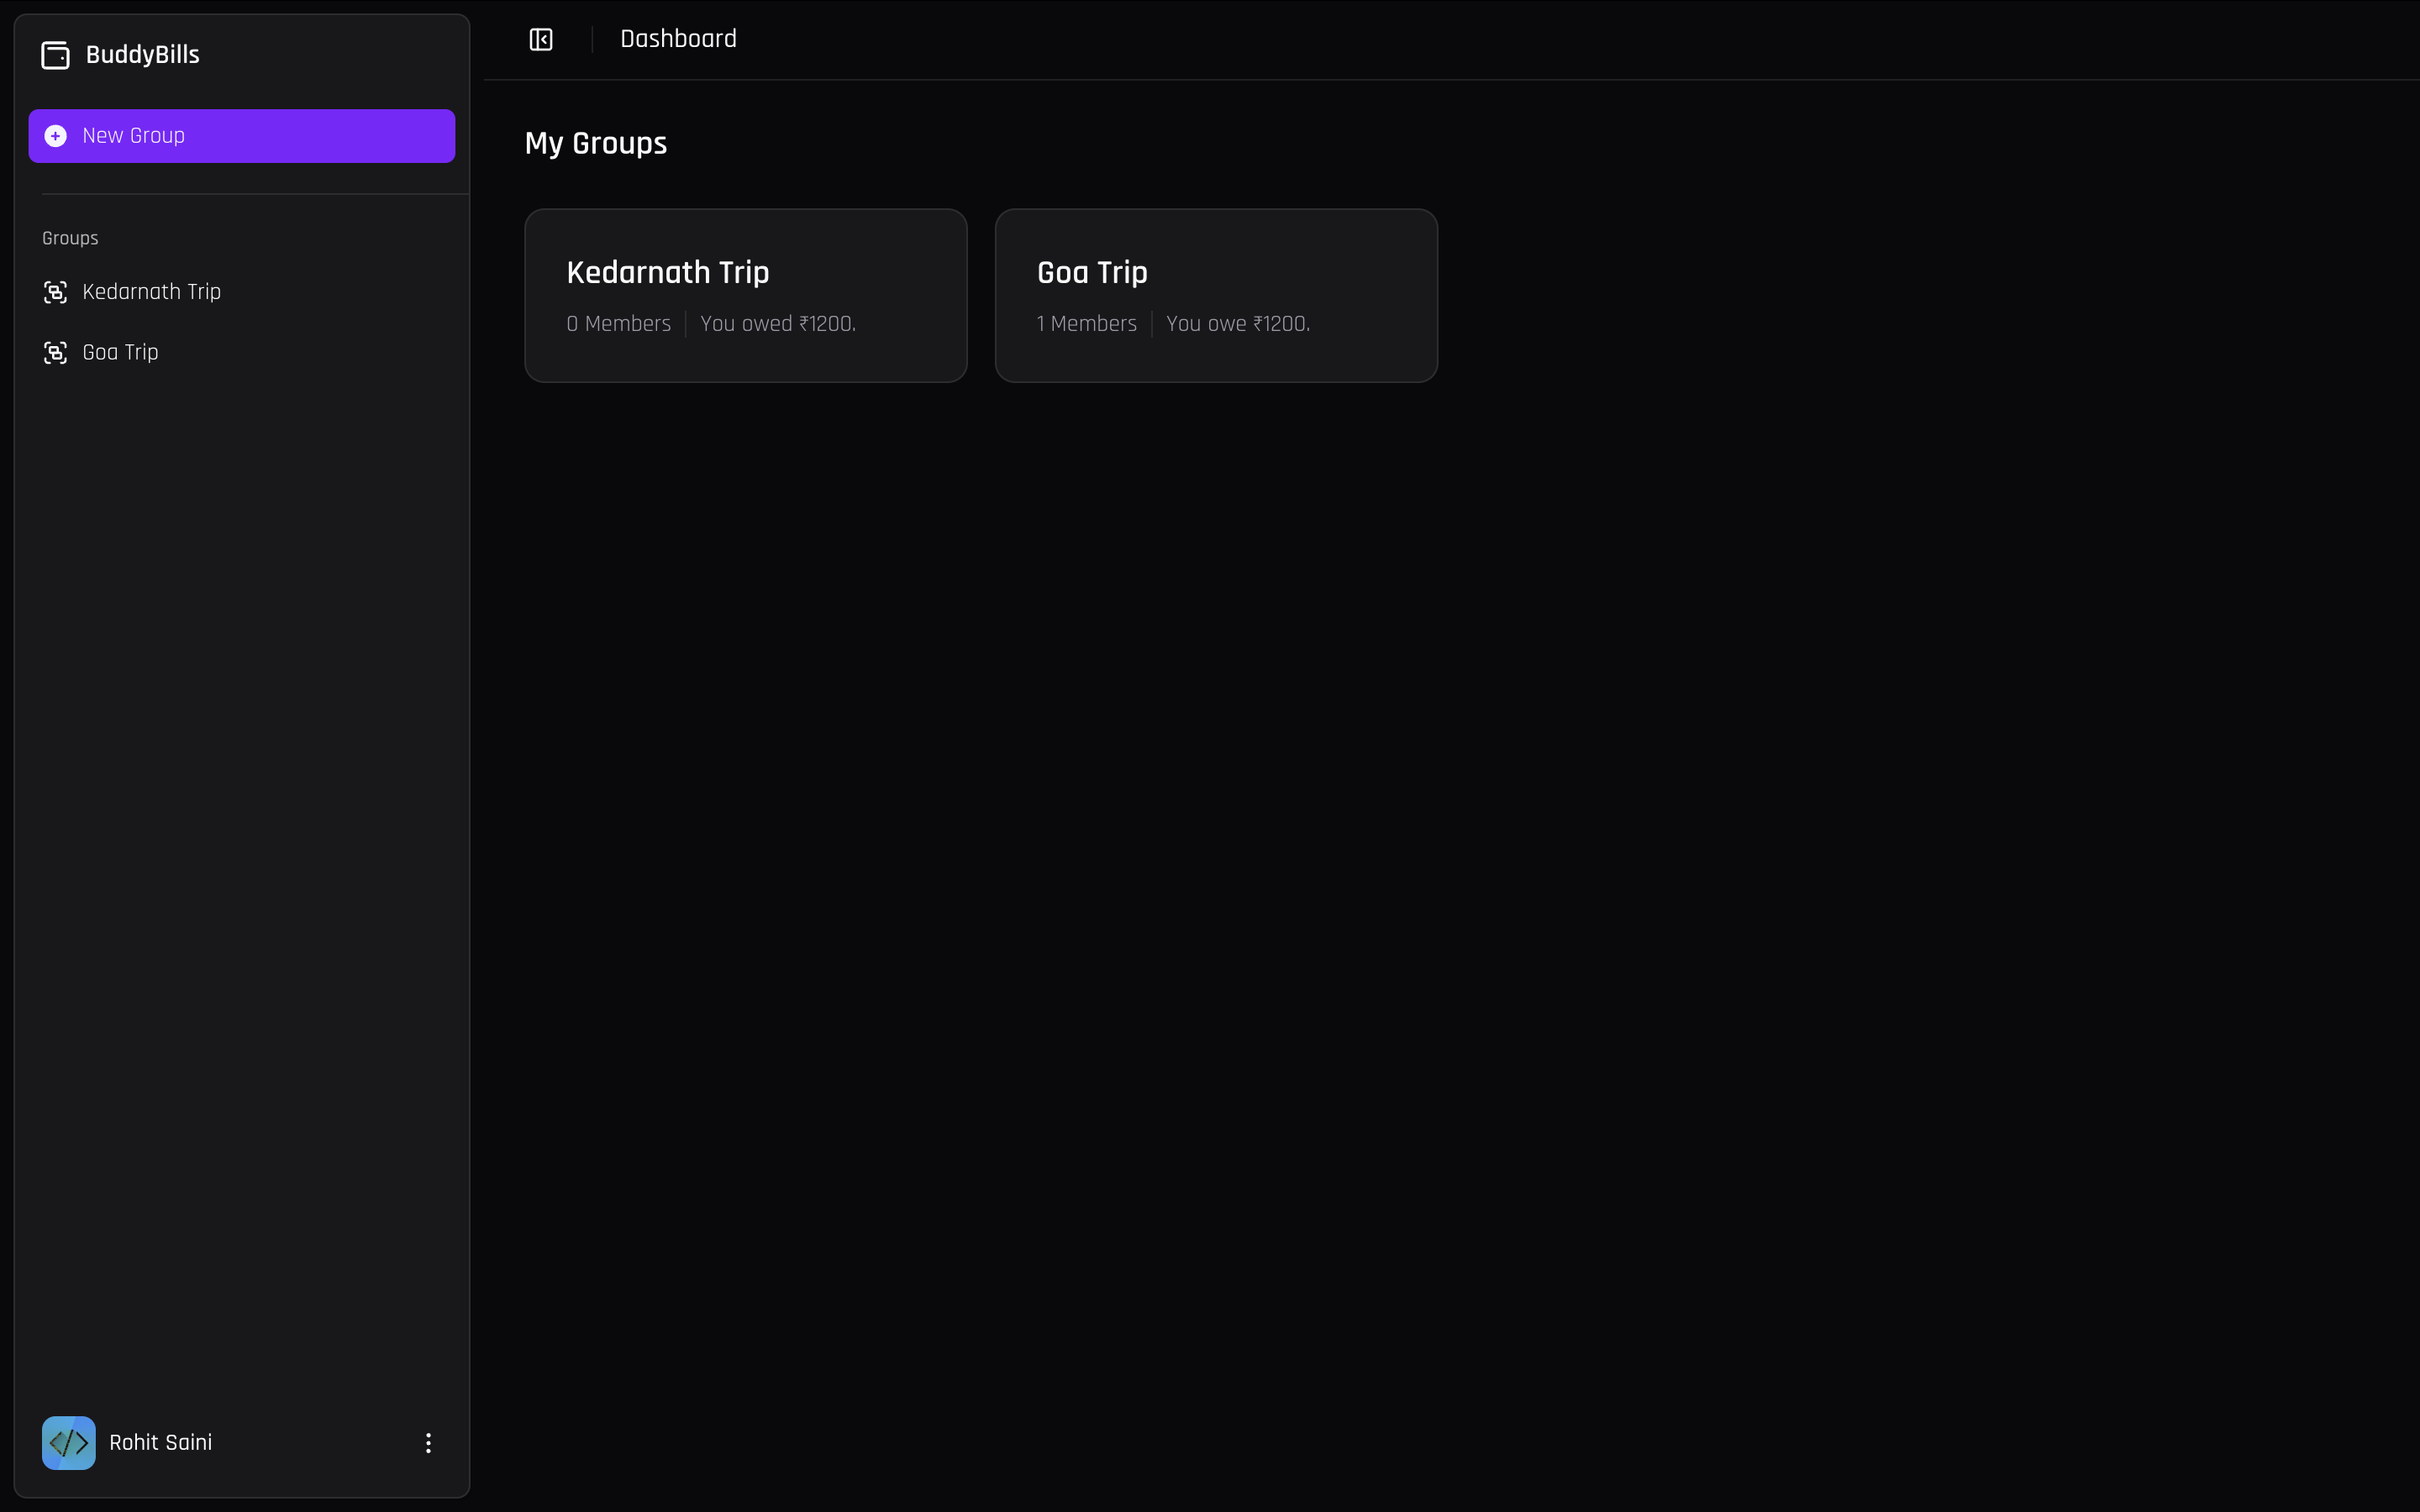 BuddyBills
New Group
Groups
Kedarnath Trip
Goa Trip
Rohit Saini
Dashboard
My Groups
Kedarnath Trip
0 Members | You owed ₹1200.
Goa Trip
1 Members | You owe ₹1200.